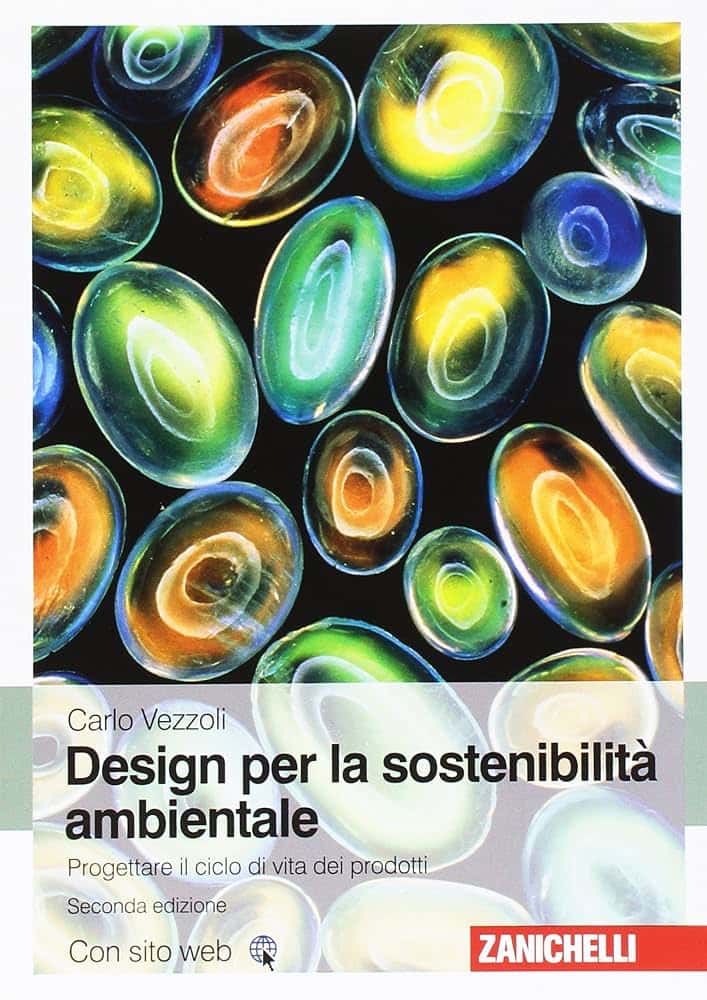 Carlo Vezzoli
Design per la sostenibilità
ambientale
Progettare il ciclo di vita dei prodotti
Seconda edizione
Con sito web
ZANICHELLI